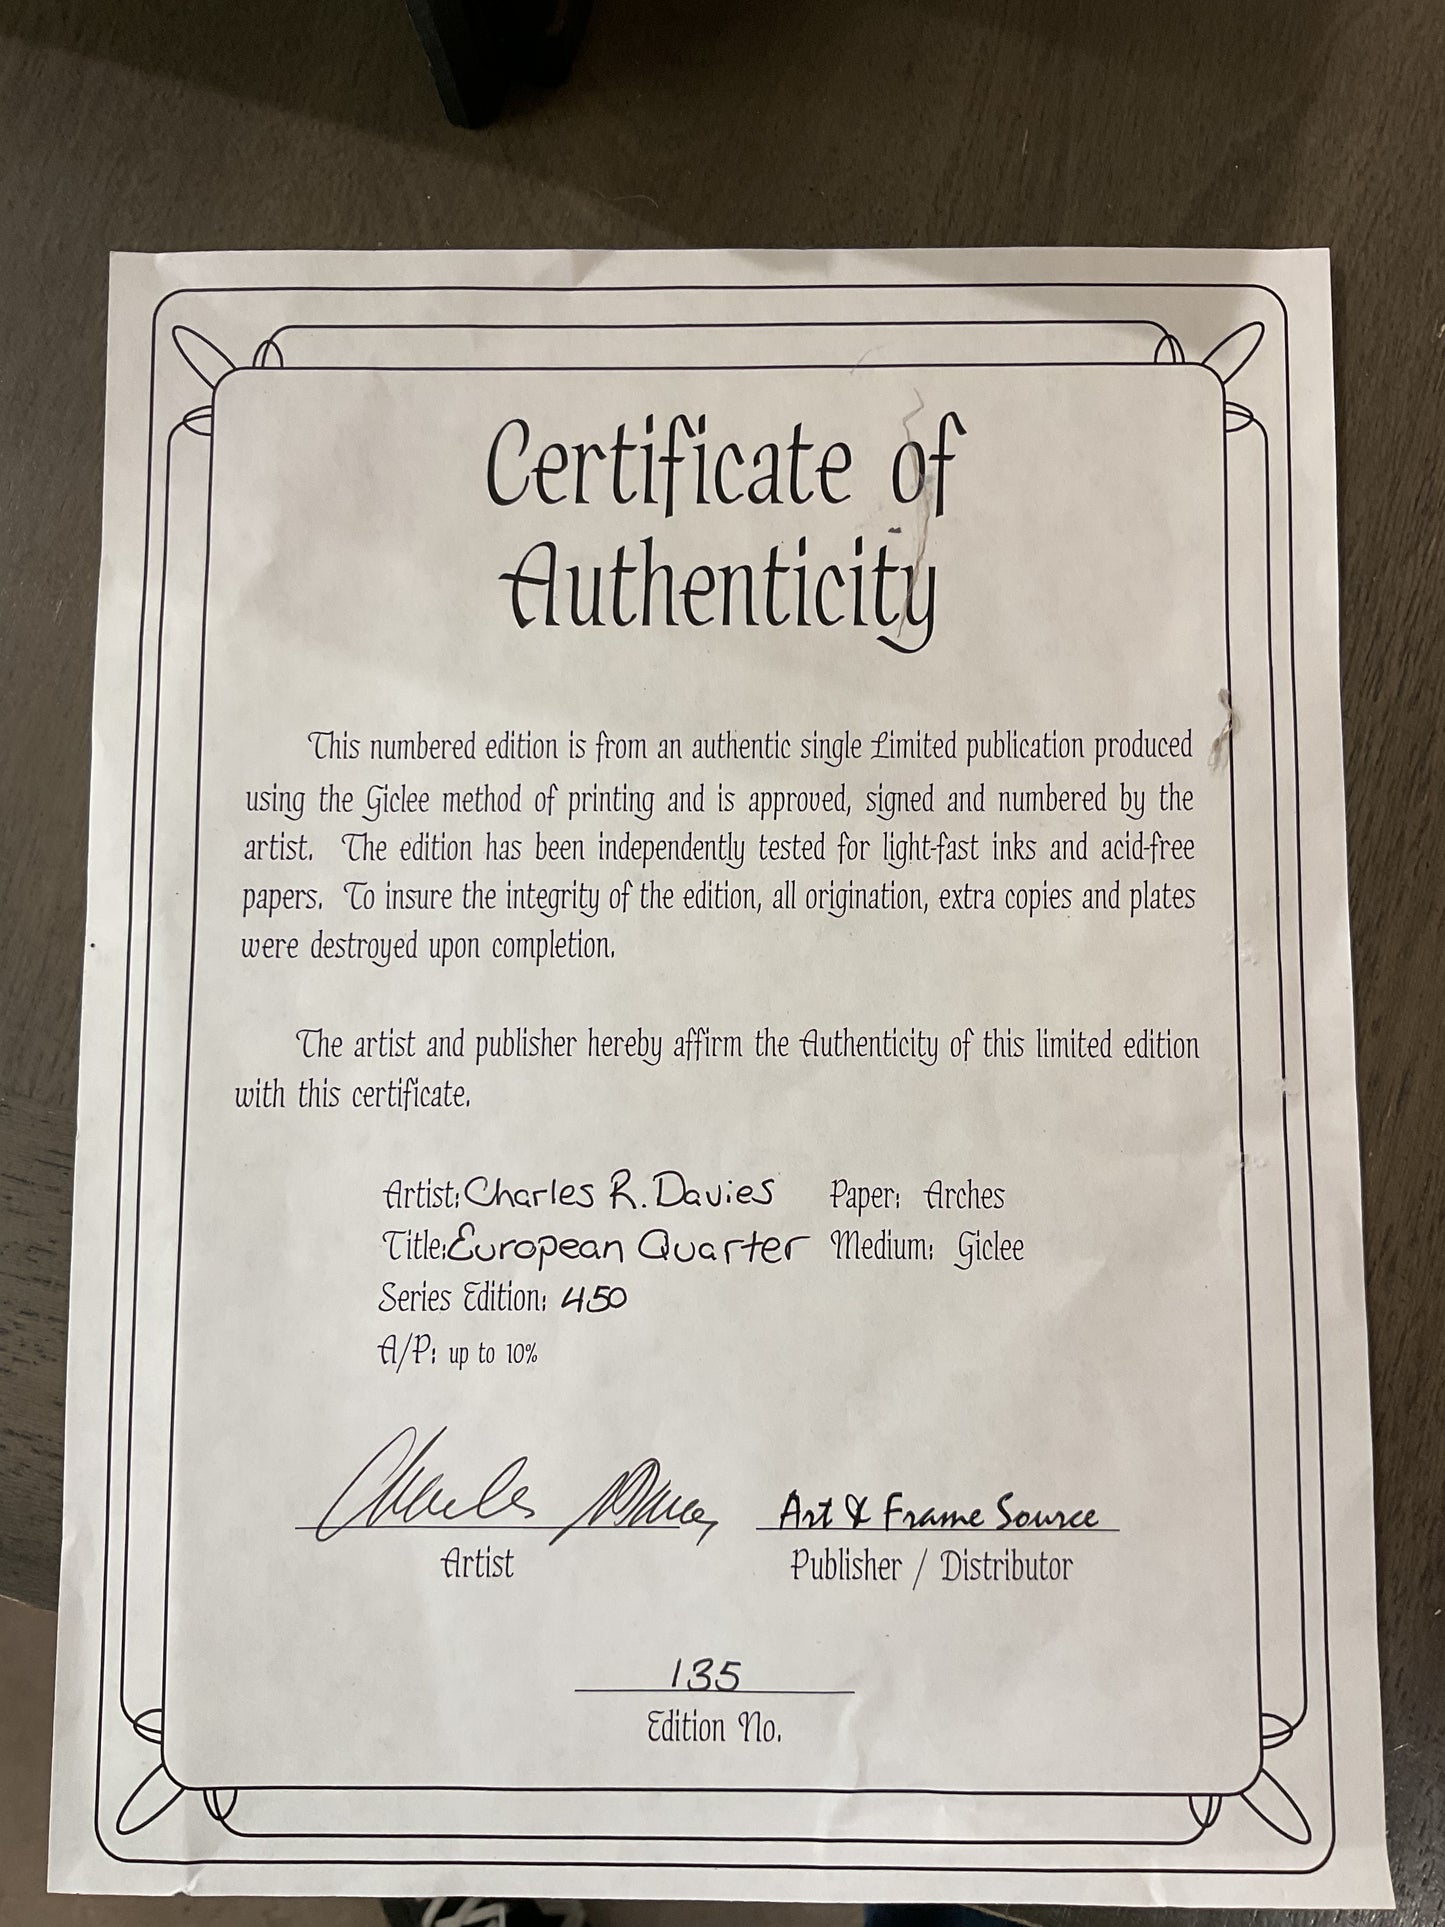 Certificate of
Authenticity
This numbered edition is from an authentic single Limited publication produced
using the Giclee method of printing and is approved, signed and numbered by the
artist. The edition has been independently tested for light-fast inks and acid-free
papers. To insure the integrity of the edition, all origination, extra copies and plates
were destroyed upon completion.
The artist and publisher hereby affirm the Authenticity of this limited edition
with this certificate.
Artist: Charles R. Davies Paper: Arches
Title: European Quarter Medium: Giclee
Series Edition: 450
A/P: up to 10%
Charles Davies Art & Frame Source
Artist Publisher / Distributor
135
Edition No.